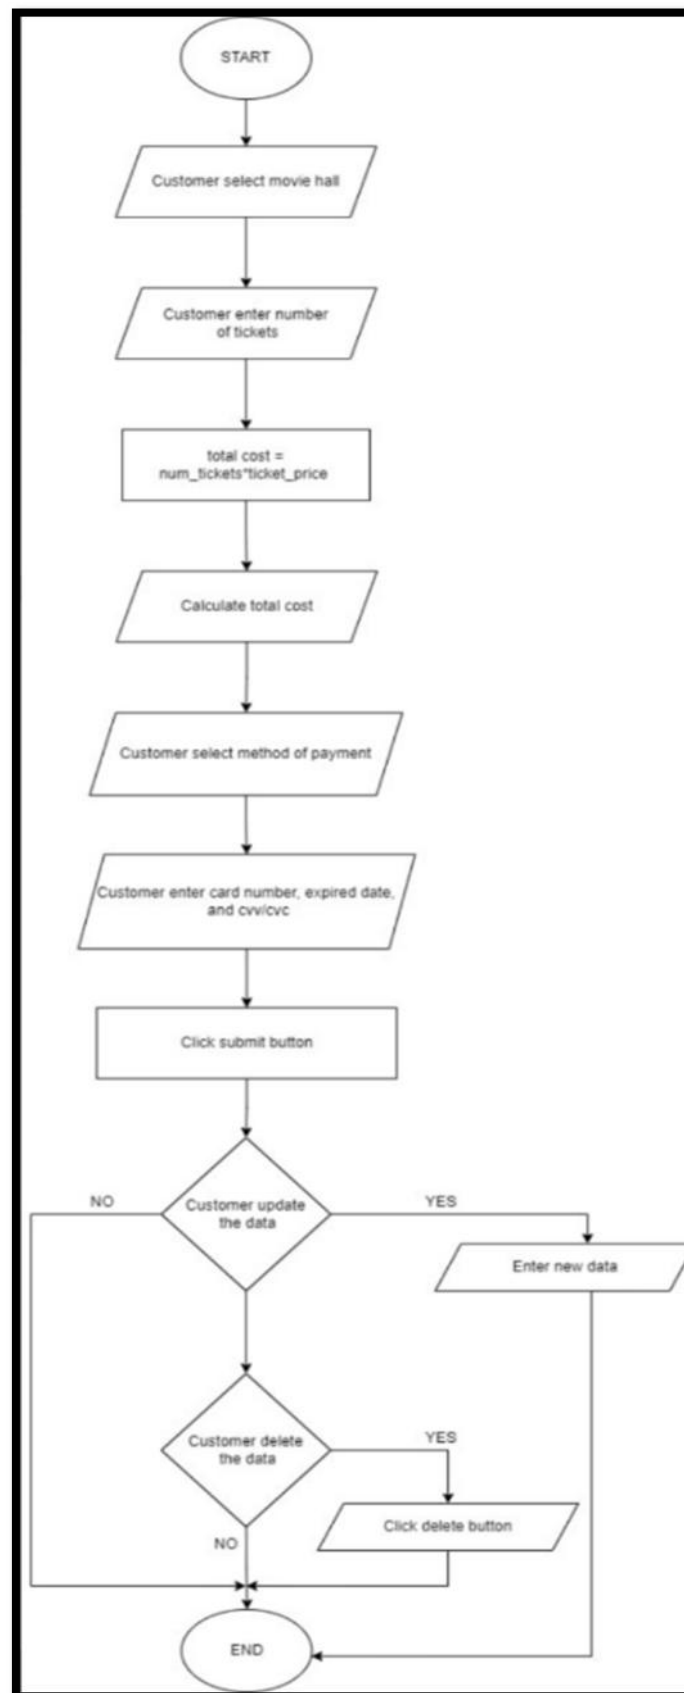 START
Customer select movie hall
Customer enter number
of tickets
total cost =
num_tickets*ticket_price
Calculate total cost
Customer select method of payment
Customer enter card number, expired date,
and cvv/cvc
Click submit button
NO
Customer update
the data
YES
Enter new data
Customer delete
the data
YES
Click delete button
NO
END